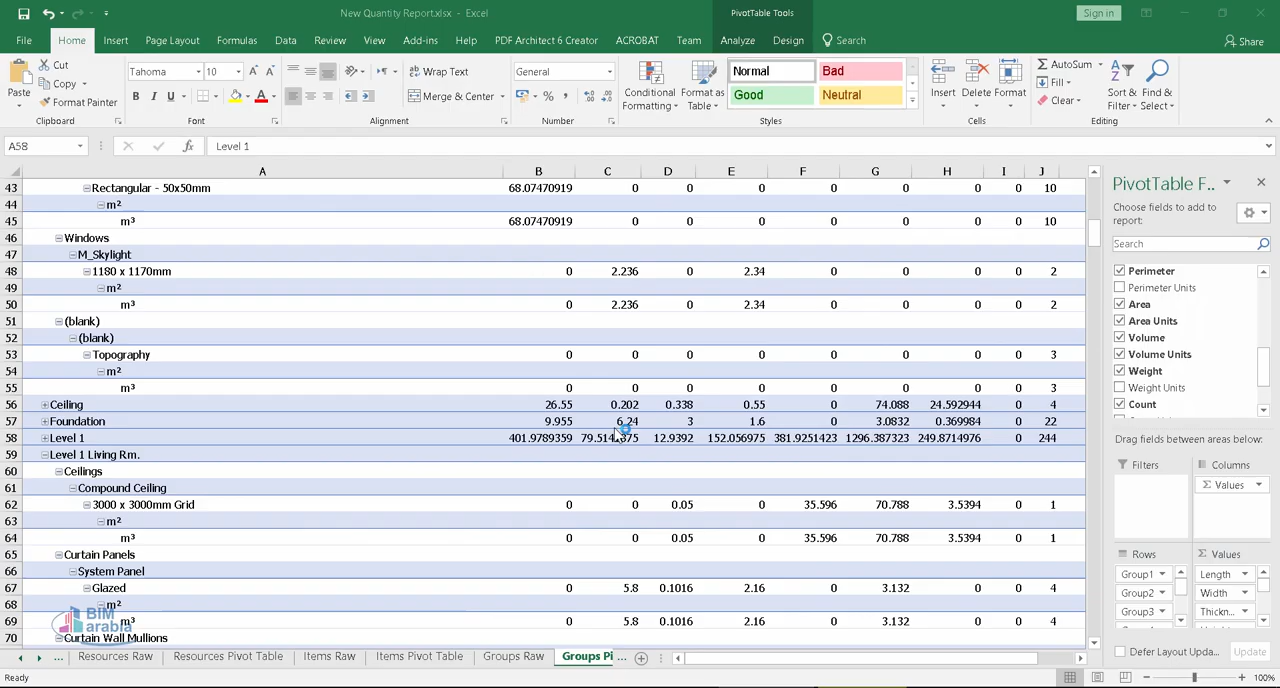 New Quantity Report.xlsx - Excel
PivotTable Tools
Sign in
File Home Insert Page Layout Formulas Data Review View Add-ins Help PDF Architect 6 Creator ACROBAT Team Analyze Design Search Share
Paste Cut Copy Format Painter
Tahoma 10
B I U
Wrap Text
Merge & Center
General
Conditional Formatting Format as Table
Normal Bad
Good Neutral
Insert Delete Format
AutoSum
Fill
Clear
Sort & Filter Find & Select
Clipboard Font Alignment Number Styles Cells Editing
A58 fx Level 1
A B C D E F G H I J
43 Rectangular - 50x50mm 68.07470919 0 0 0 0 0 0 0 10
44 m²
45 m³ 68.07470919 0 0 0 0 0 0 0 10
46 Windows
47 M_Skylight
48 1180 x 1170mm 0 2.236 0 2.34 0 0 0 0 2
49 m²
50 m³ 0 2.236 0 2.34 0 0 0 0 2
51 (blank)
52 (blank)
53 Topography 0 0 0 0 0 0 0 0 3
54 m²
55 m³ 0 0 0 0 0 0 0 0 3
56 Ceiling 26.55 0.202 0.338 0.55 0 74.088 24.592944 0 4
57 Foundation 9.955 6.24 3 1.6 0 3.0832 0.369984 0 22
58 Level 1 401.9789359 12.9392 152.056975 381.9251423 1296.387323 249.8714976 0 244
59 Level 1 Living Rm.
60 Ceilings
61 Compound Ceiling
62 3000 x 3000mm Grid 0 0 0.05 0 35.596 70.788 3.5394 0 1
63 m²
64 m³ 0 0 0.05 0 35.596 70.788 3.5394 0 1
65 Curtain Panels
66 System Panel
67 Glazed 0 5.8 0.1016 2.16 0 3.132 0 0 4
68 m²
69 m³ 0 5.8 0.1016 2.16 0 3.132 0 0 4
70 Curtain Wall Mullions
BIM
arabia
PivotTable F..
Choose fields to add to
report:
Search
Perimeter
Perimeter Units
Area
Area Units
Volume
Volume Units
Weight
Weight Units
Count
Drag fields between areas below:
Filters Columns
Σ Values
Rows Σ Values
Group1 Length
Group2 Width
Group3 Thickn...
Defer Layout Upda... Update
... Resources Raw Resources Pivot Table Items Raw Items Pivot Table Groups Raw Groups Pi ...
Ready
100%